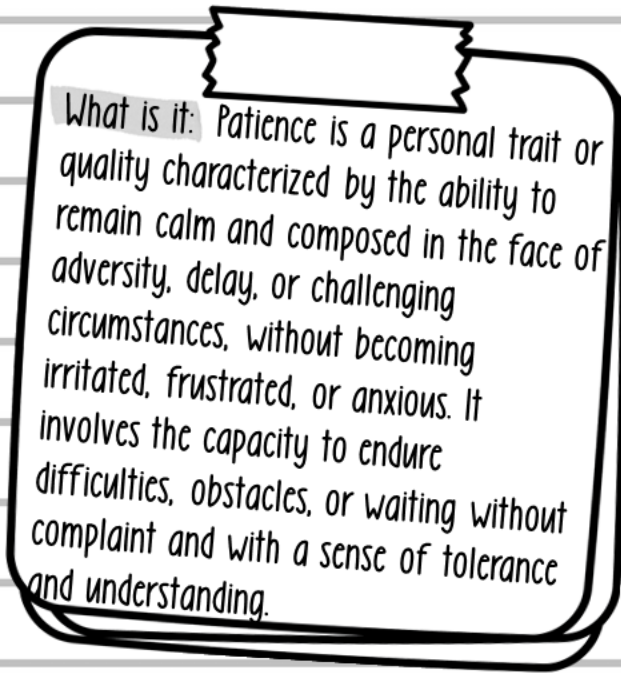 What is it: Patience is a personal trait or
quality characterized by the ability to
remain calm and composed in the face of
adversity, delay, or challenging
circumstances, without becoming
irritated, frustrated, or anxious. It
involves the capacity to endure
difficulties, obstacles, or waiting without
complaint and with a sense of tolerance
and understanding.